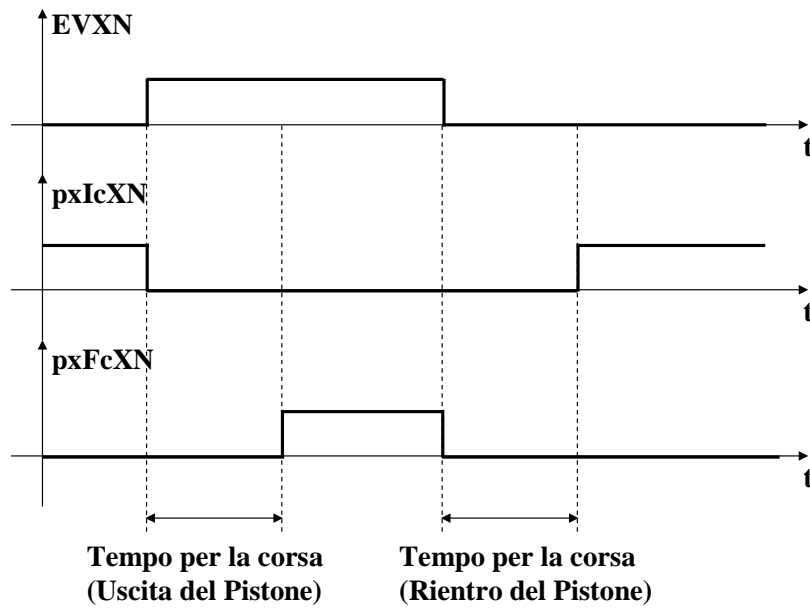 EVXN
t
pxIcXN
t
pxFcXN
t
Tempo per la corsa
(Uscita del Pistone)
Tempo per la corsa
(Rientro del Pistone)